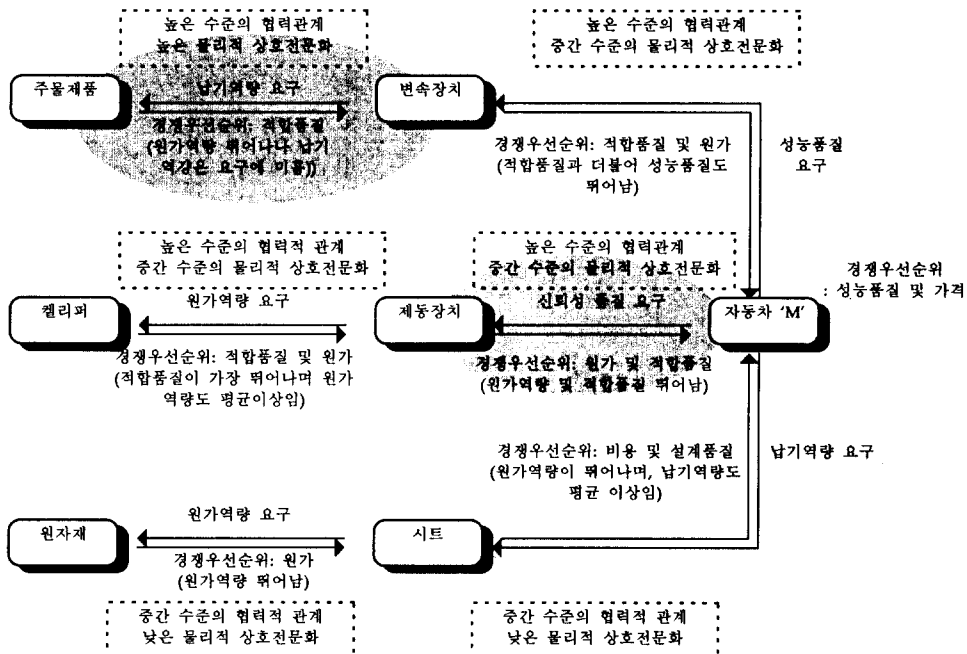 높은 수준의 협력관계
높은 물리적 상호전문화
높은 수준의 협력관계
중간 수준의 물리적 상호전문화
주물제품
납기역량 요구
변속장치
경쟁우선순위: 적합품질
(원가역량 뛰어나나 납기
역량은 요구에 미흡))
경쟁우선순위: 적합품질 및 원가
(적합품질과 더불어 성능품질도
뛰어남)
성능품질
요구
높은 수준의 협력적 관계
중간 수준의 물리적 상호전문화
높은 수준의 협력관계
중간 수준의 물리적 상호전문화
경쟁우선순위
: 성능품질 및 가격
켈리퍼
원가역량 요구
제동장치
신뢰성 품질 요구
자동차 'M'
경쟁우선순위: 적합품질 및 원가
(적합품질이 가장 뛰어나며 원가
역량도 평균이상임)
경쟁우선순위: 원가 및 적합품질
(원가역량 및 적합품질 뛰어남)
경쟁우선순위: 비용 및 설계품질
(원가역량이 뛰어나며, 납기역량도
평균 이상임)
납기역량 요구
원자재
원가역량 요구
시트
경쟁우선순위: 원가
(원가역량 뛰어남)
중간 수준의 협력적 관계
낮은 물리적 상호전문화
중간 수준의 협력적 관계
낮은 물리적 상호전문화